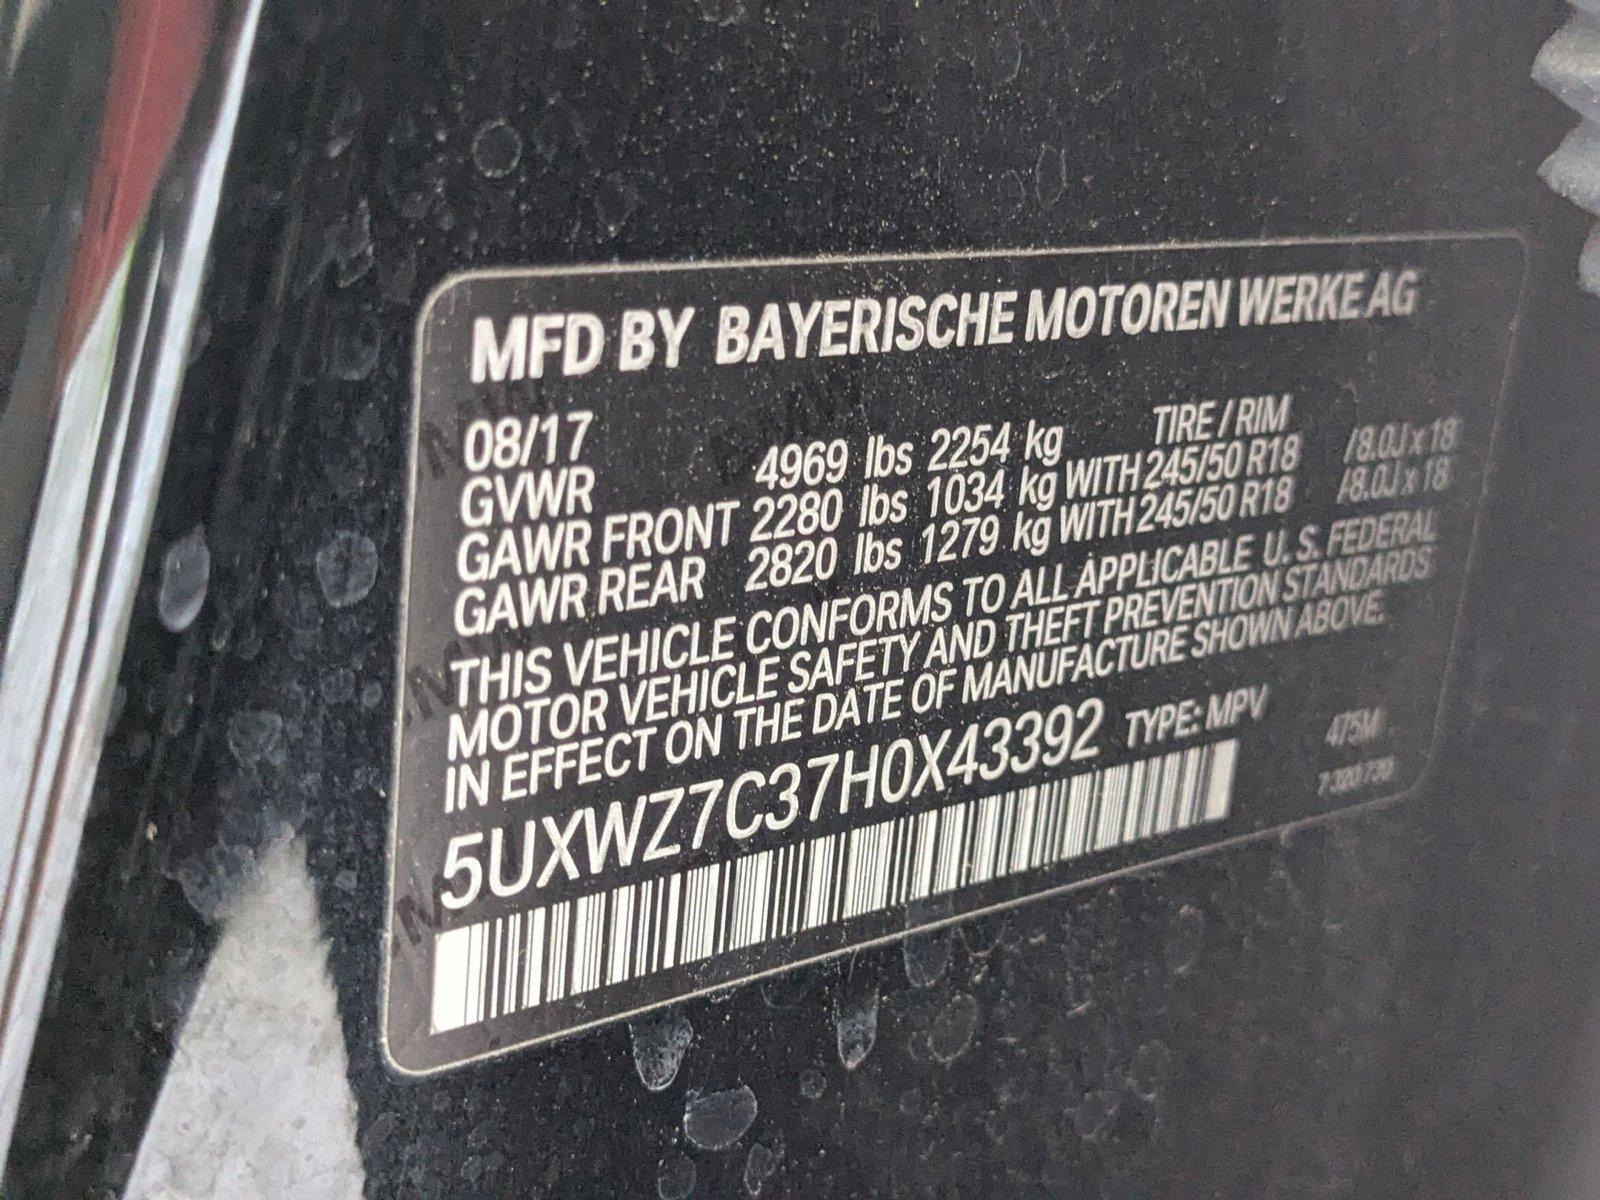 MFD BY BAYERISCHE MOTOREN WERKE AG
08/17 TIRE / RIM
GVWR 4969 lbs 2254 kg
GAWR FRONT 2280 lbs 1034 kg WITH 245/50 R18 /8.0J x 18
GAWR REAR 2820 lbs 1279 kg WITH 245/50 R18 /8.0J x 18
THIS VEHICLE CONFORMS TO ALL APPLICABLE U. S. FEDERAL
MOTOR VEHICLE SAFETY AND THEFT PREVENTION STANDARDS
IN EFFECT ON THE DATE OF MANUFACTURE SHOWN ABOVE.
5UXWZ7C37H0X43392 TYPE: MPV
475M